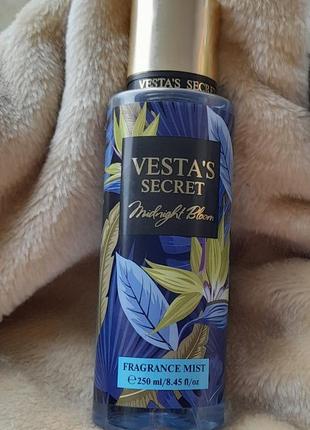 VESTA'S SECRET
VESTA'S
SECRET
Midnight Bloom
FRAGRANCE MIST
℮250 ml/8.45 fl/oz